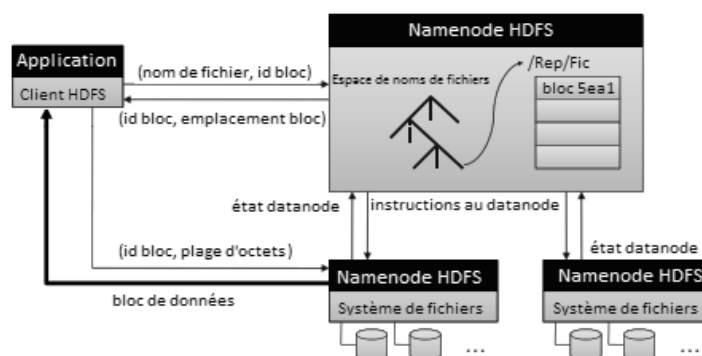 Namenode HDFS
Application
Client HDFS
(nom de fichier, id bloc)
(id bloc, emplacement bloc)
Espace de noms de fichiers
/Rep/Fic
bloc 5ea1
état datanode
instructions au datanode
état datanode
(id bloc, plage d'octets)
bloc de données
Namenode HDFS
Système de fichiers
...
Namenode HDFS
Système de fichiers
...